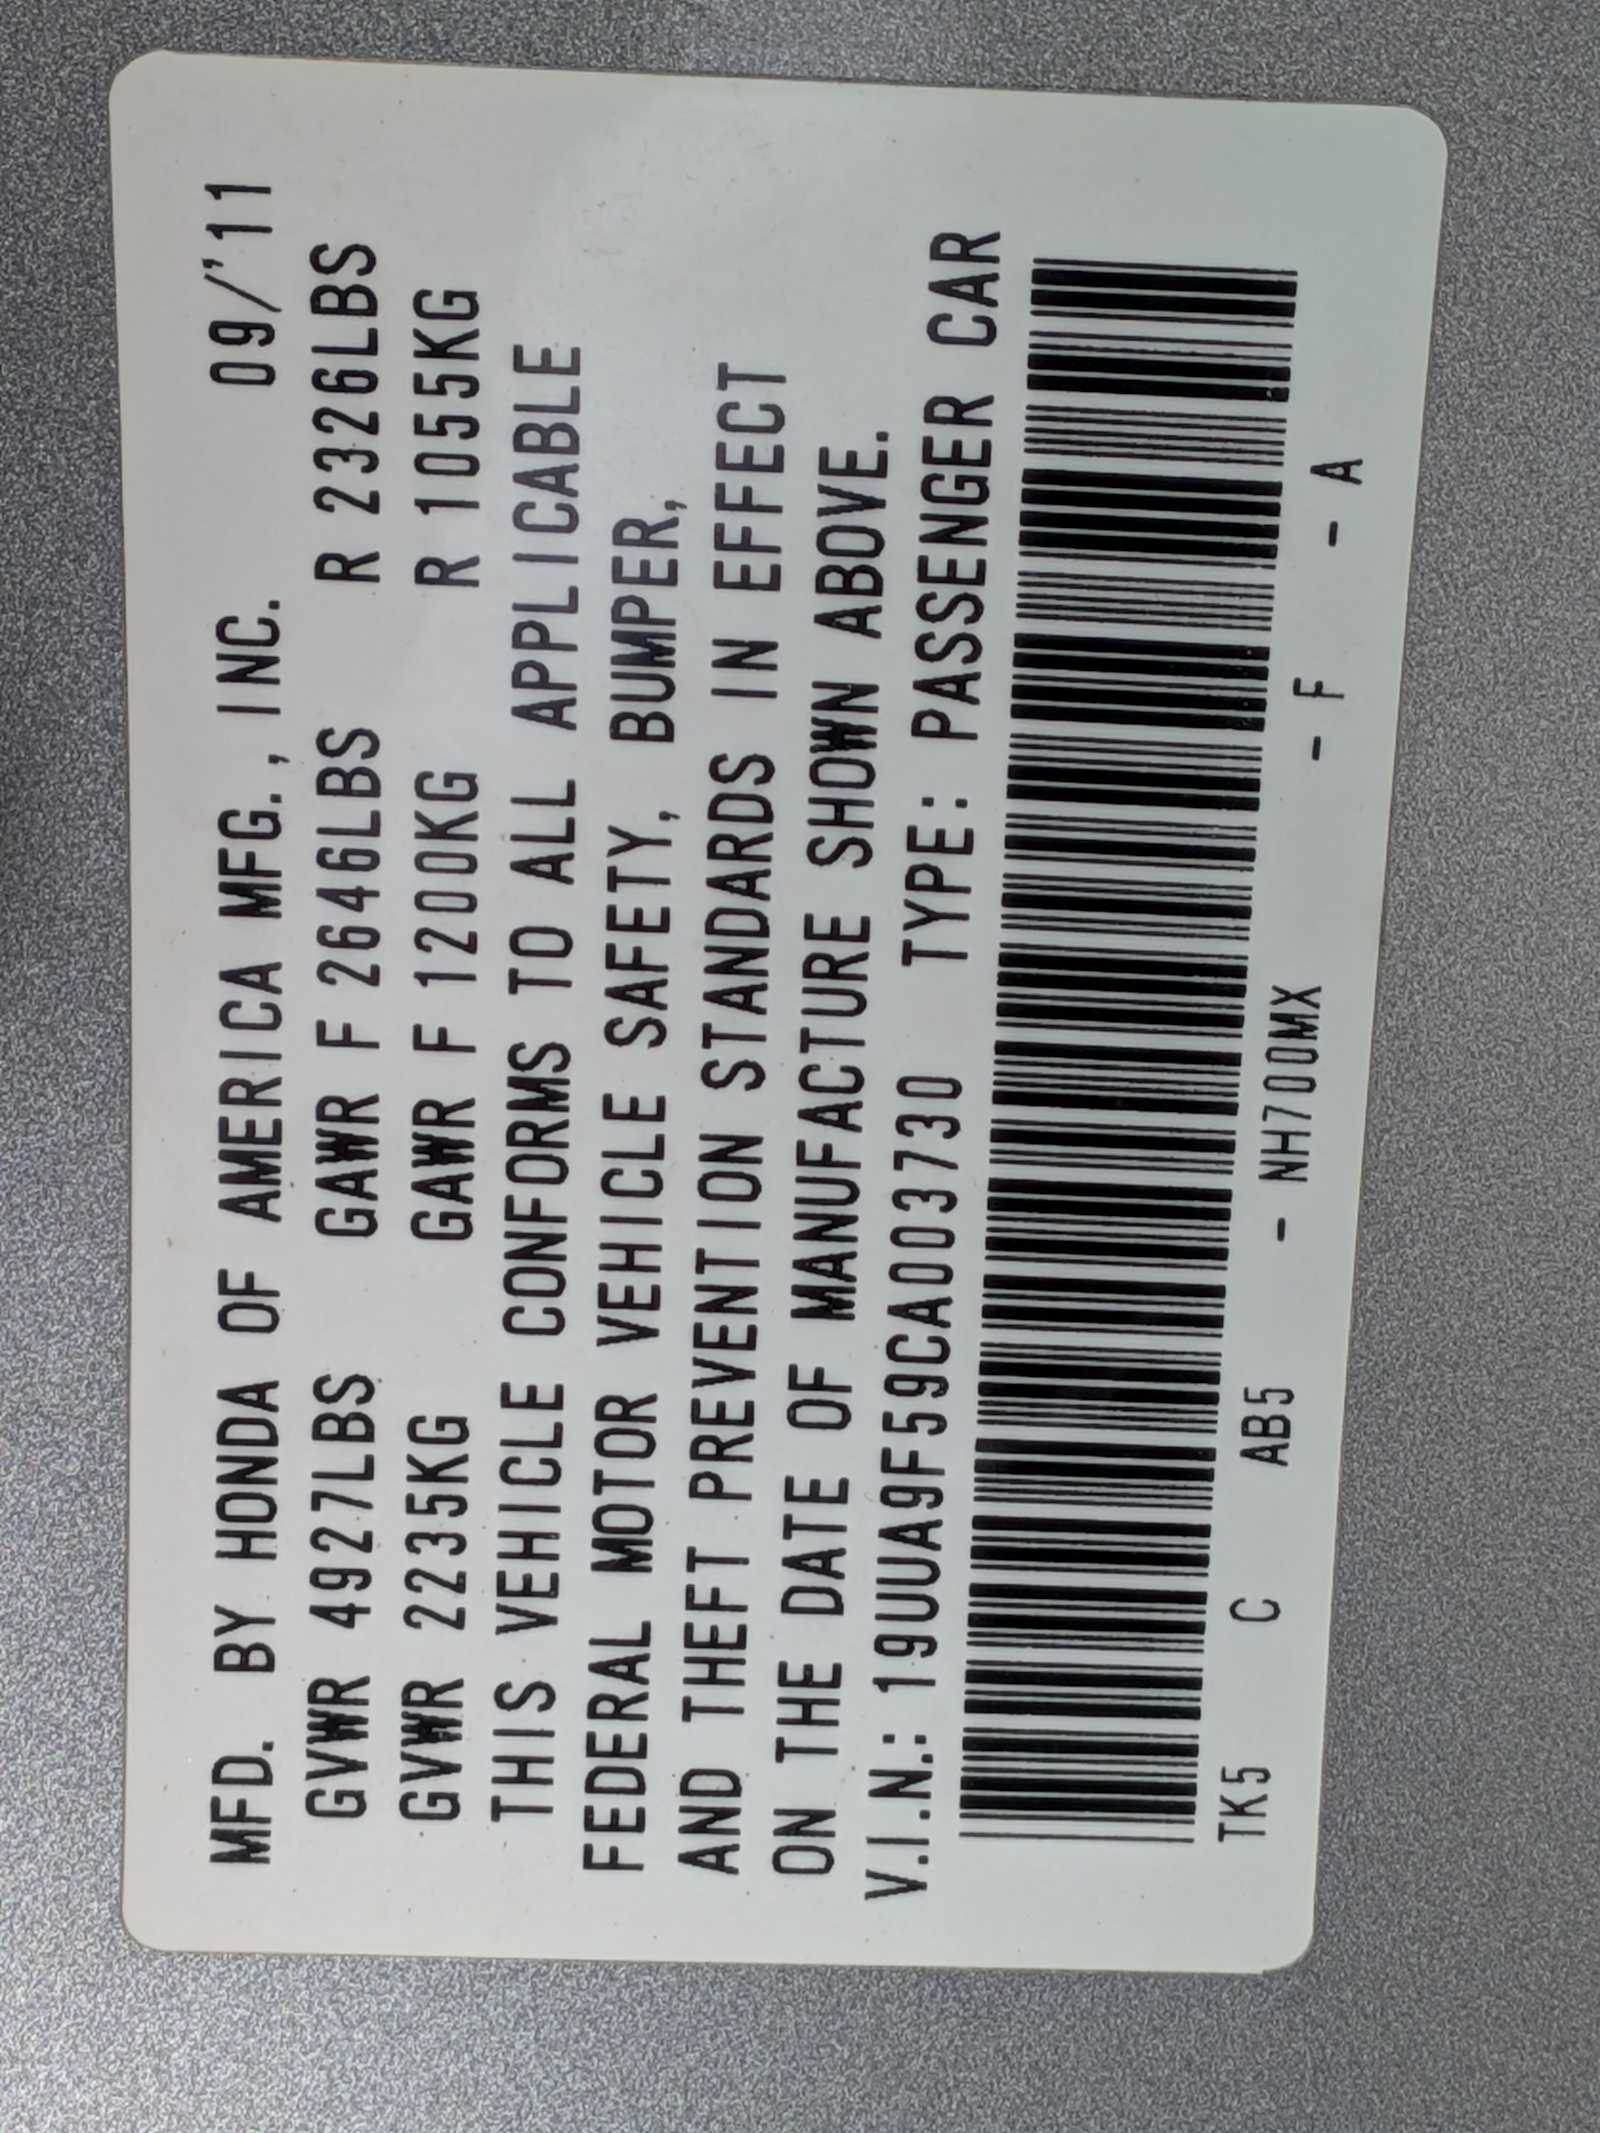 MFD. BY HONDA OF AMERICA MFG., INC. 09/'11
GVWR 4927LBS GAWR F 2646LBS R 2326LBS
GVWR 2235KG GAWR F 1200KG R 1055KG
THIS VEHICLE CONFORMS TO ALL APPLICABLE
FEDERAL MOTOR VEHICLE SAFETY, BUMPER,
AND THEFT PREVENTION STANDARDS IN EFFECT
ON THE DATE OF MANUFACTURE SHOWN ABOVE.
V.I.N.: 19UUA9F59CA003730 TYPE: PASSENGER CAR
TK5 C AB5 - NH700MX - F - A